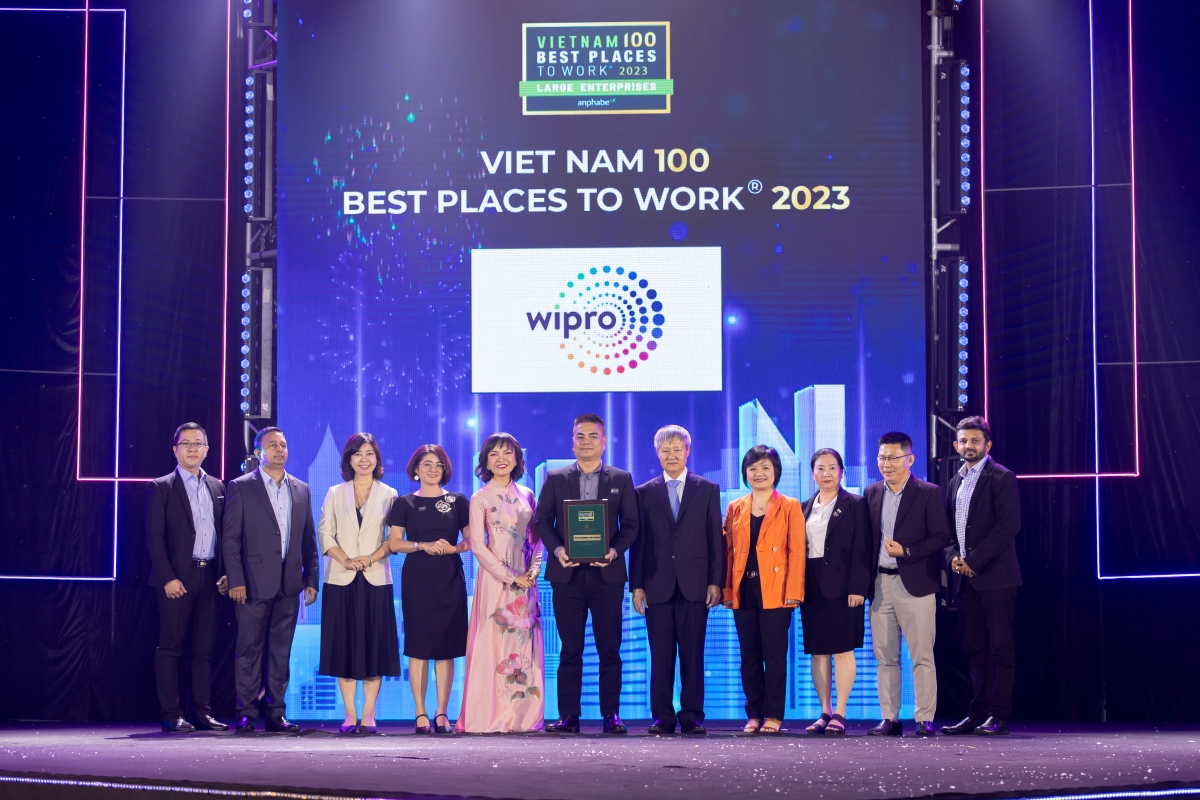 VIETNAM 100
BEST PLACES
TO WORK® 2023
LARGE ENTERPRISES
anphabe
VIET NAM 100
BEST PLACES TO WORK® 2023
wipro